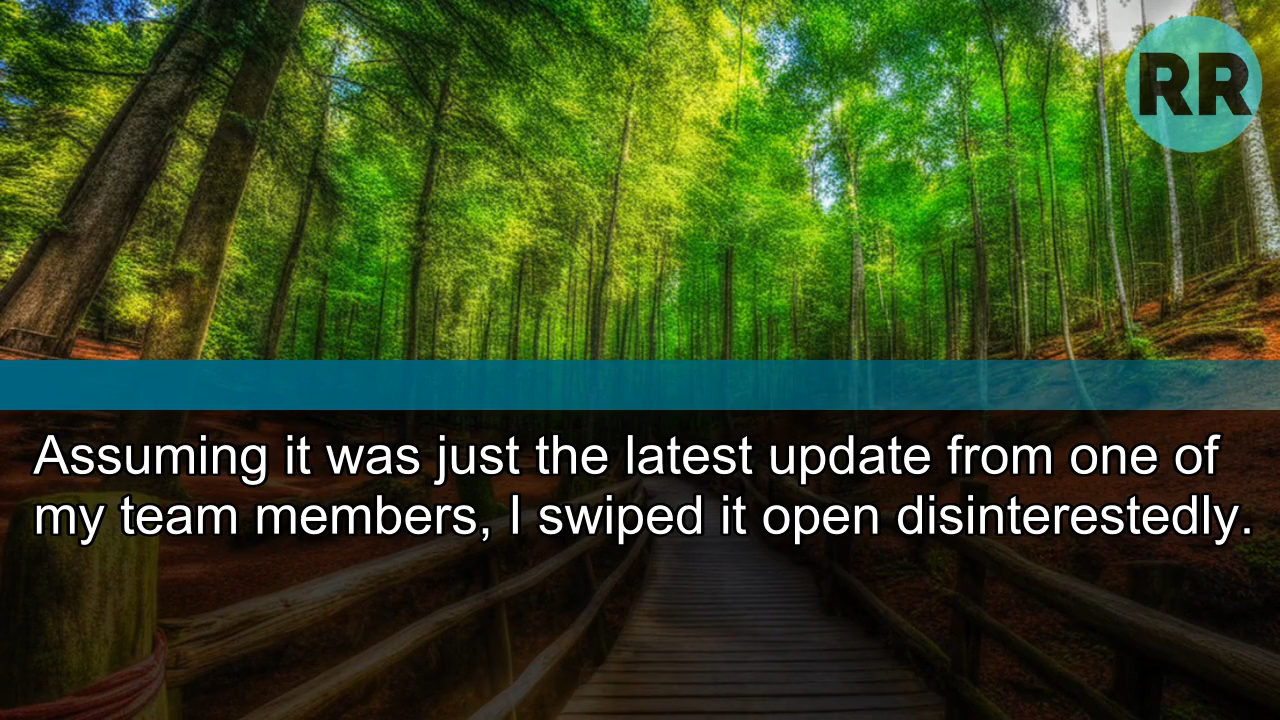 RR
Assuming it was just the latest update from one of
my team members, I swiped it open disinterestedly.